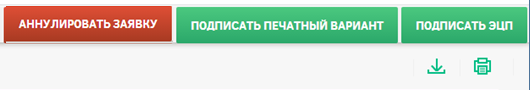 АННУЛИРОВАТЬ ЗАЯВКУ
ПОДПИСАТЬ ПЕЧАТНЫЙ ВАРИАНТ
ПОДПИСАТЬ ЭЦП